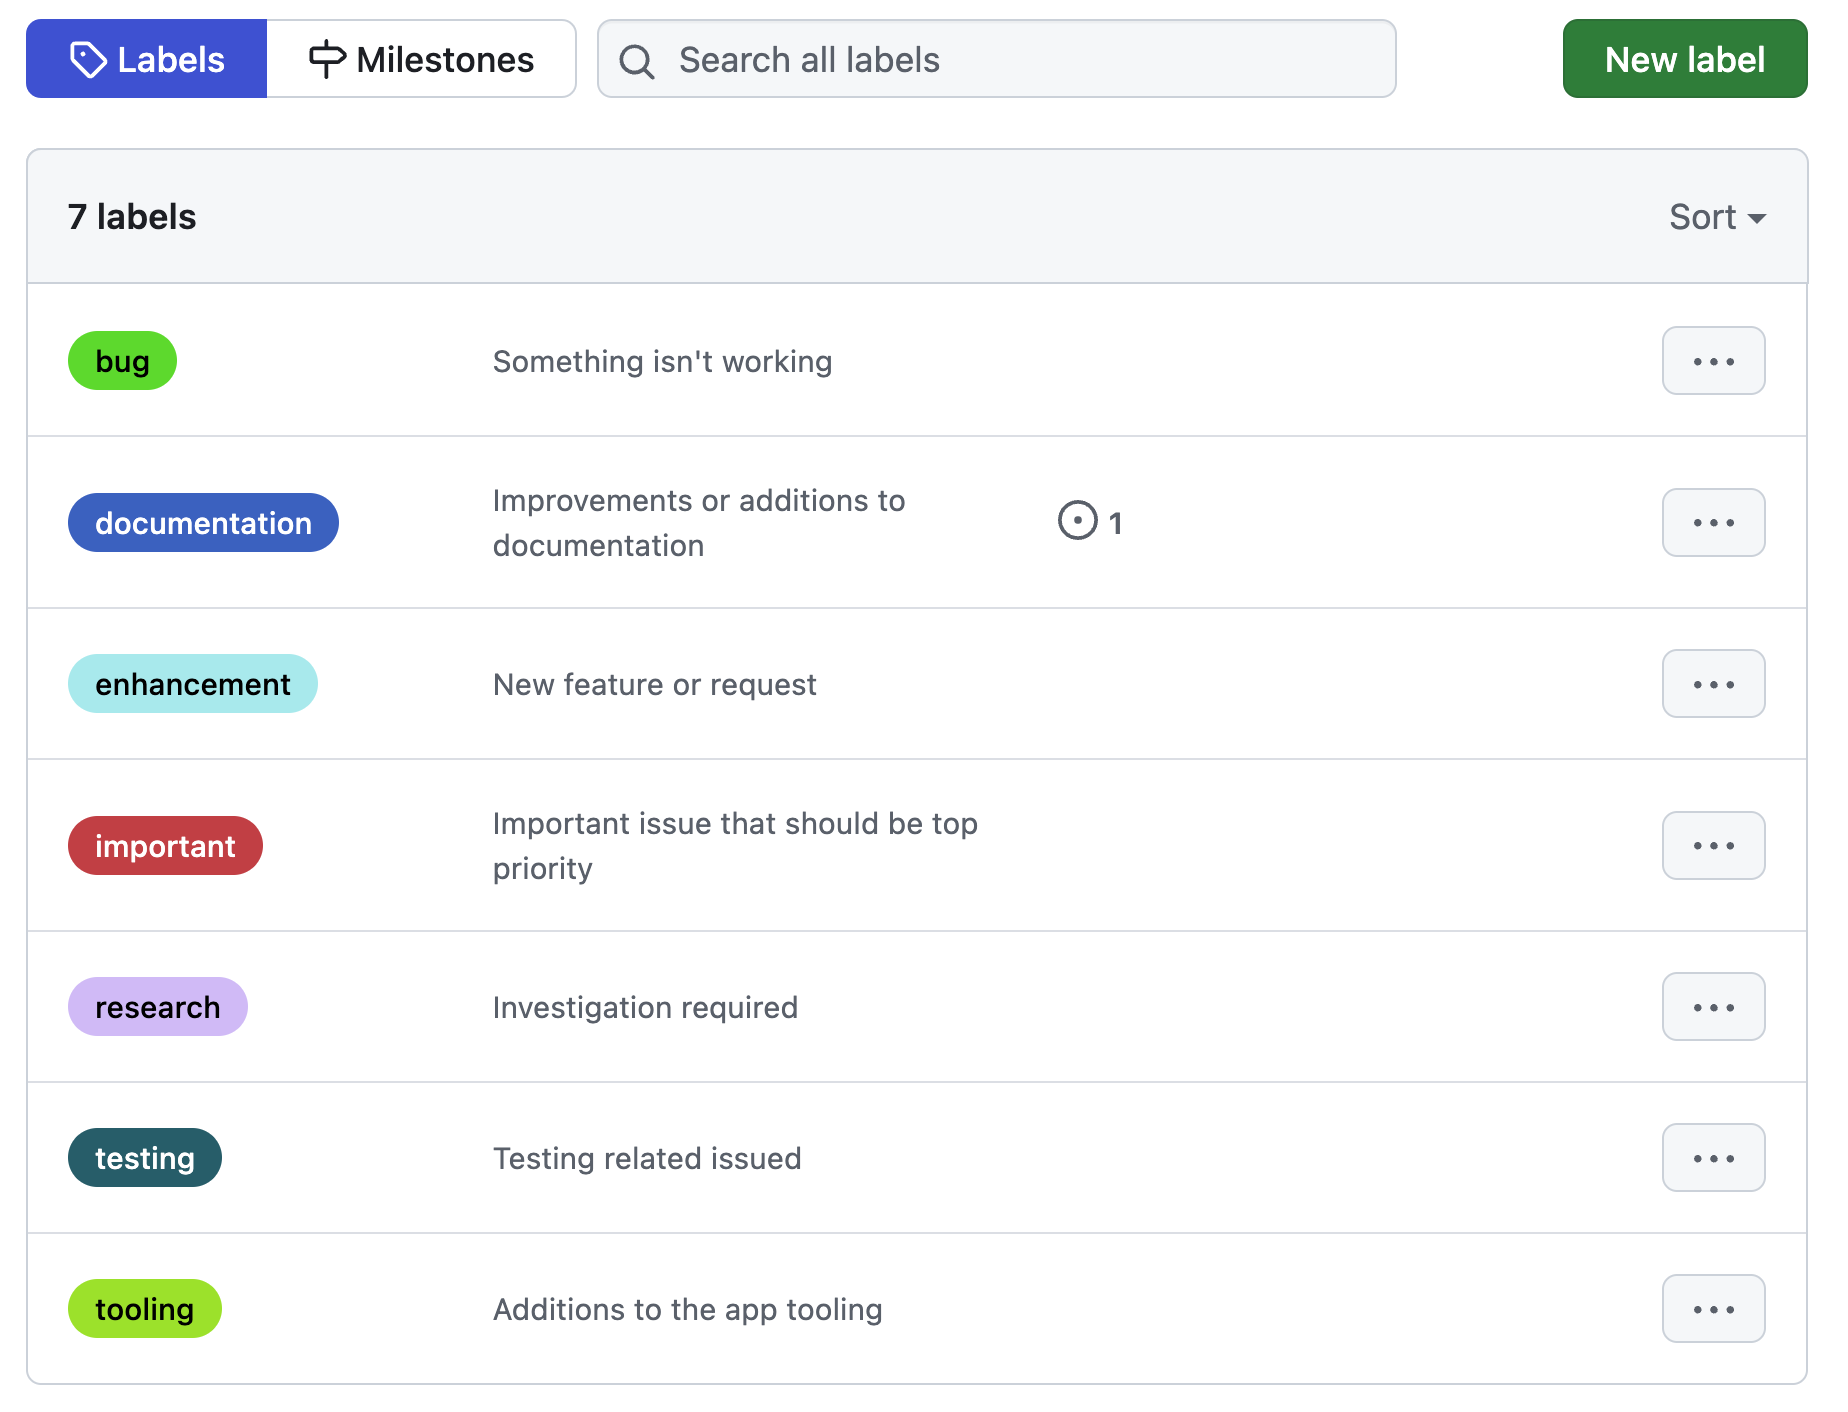 Labels
Milestones
Search all labels
New label
7 labels
Sort
bug
Something isn't working
documentation
Improvements or additions to
documentation
1
enhancement
New feature or request
important
Important issue that should be top
priority
research
Investigation required
testing
Testing related issued
tooling
Additions to the app tooling